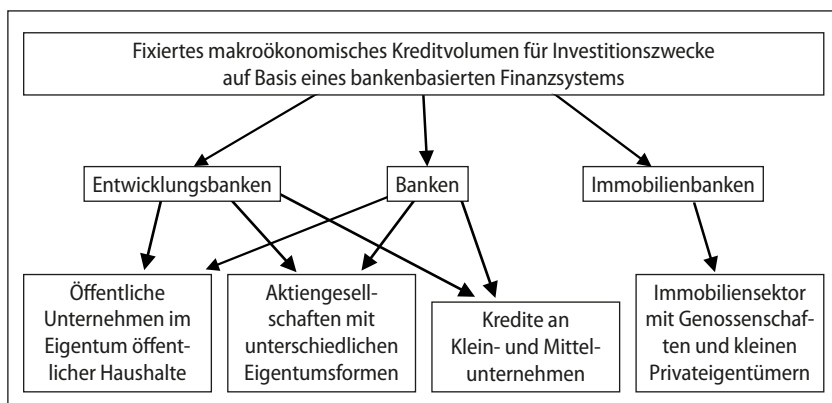 Fixiertes makroökonomisches Kreditvolumen für Investitionszwecke
auf Basis eines bankenbasierten Finanzsystems
Entwicklungsbanken
Banken
Immobilienbanken
Öffentliche
Unternehmen im
Eigentum öffent-
licher Haushalte
Aktiengesell-
schaften mit
unterschiedlichen
Eigentumsformen
Kredite an
Klein- und Mittel-
unternehmen
Immobiliensektor
mit Genossenschaf-
ten und kleinen
Privateigentümern